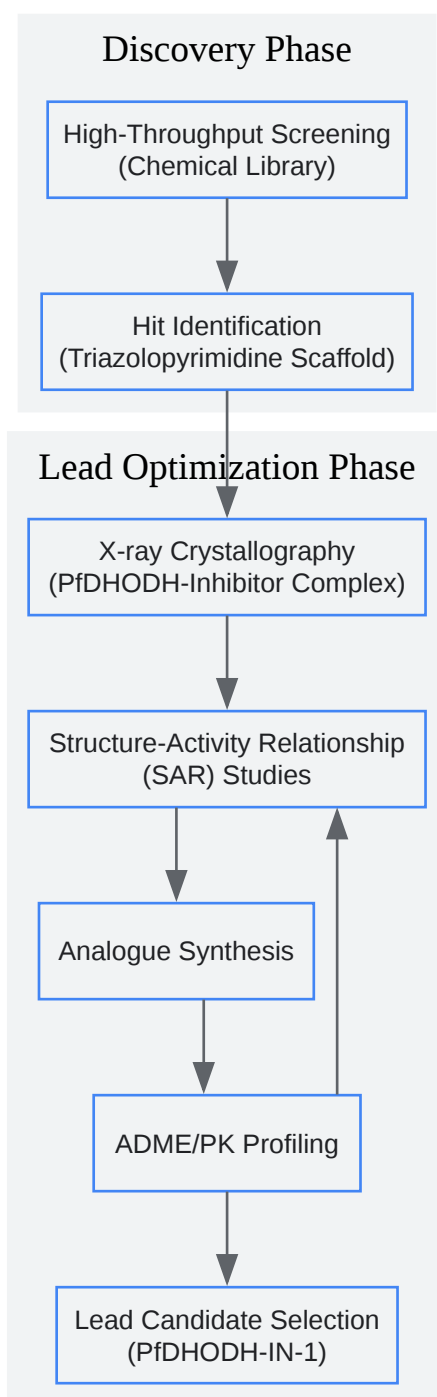 Discovery Phase
High-Throughput Screening
(Chemical Library)
Hit Identification
(Triazolopyrimidine Scaffold)
Lead Optimization Phase
X-ray Crystallography
(PfDHODH-Inhibitor Complex)
Structure-Activity Relationship
(SAR) Studies
Analogue Synthesis
ADME/PK Profiling
Lead Candidate Selection
(PfDHODH-IN-1)